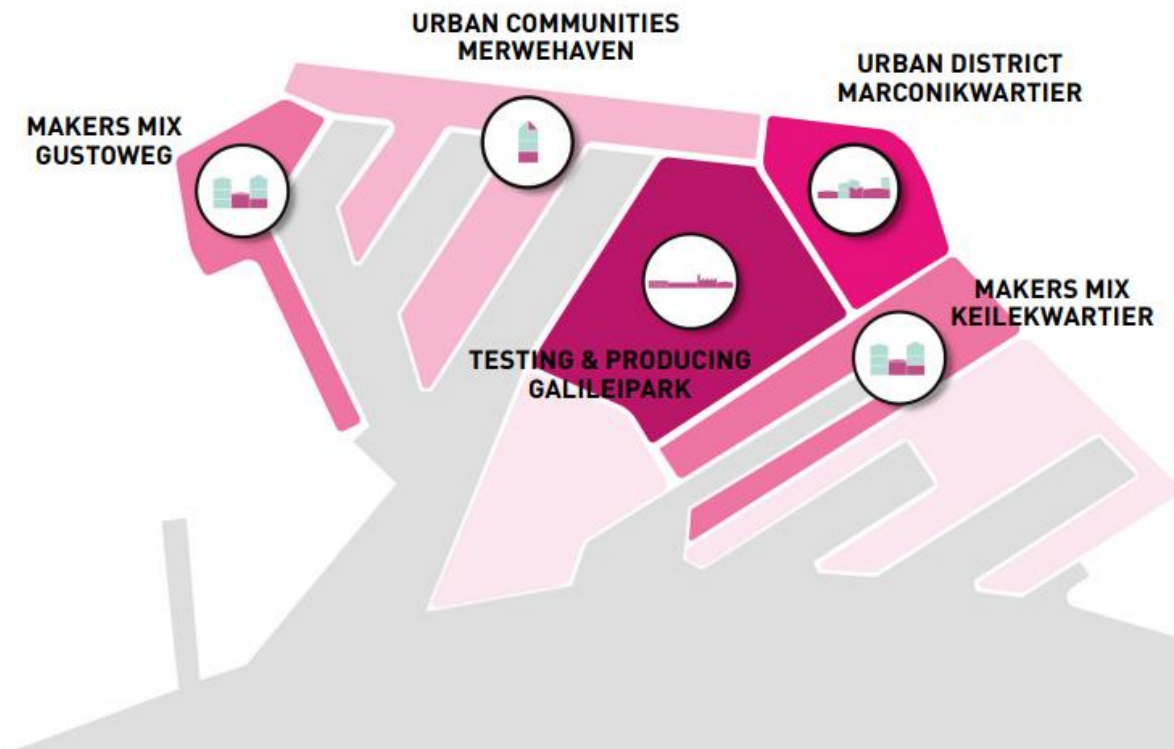 URBAN COMMUNITIES
MERWEHAVEN
URBAN DISTRICT
MARCONIKWARTIER
MAKERS MIX
GUSTOWEG
MAKERS MIX
KEILEKWARTIER
TESTING & PRODUCING
GALILEIPARK